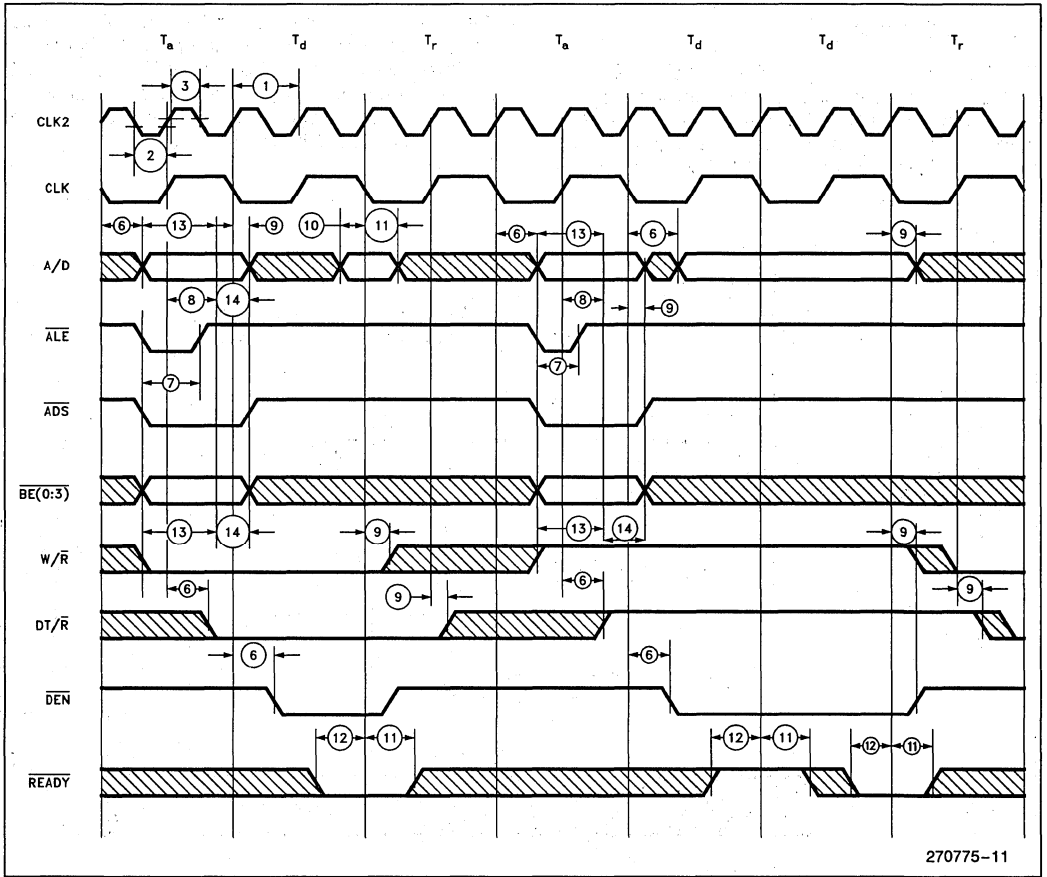 Ta Td Tr Ta Td Td Tr
3 1
CLK2
2
CLK
6 13 9 10 11 6 13 6 9
A/D
8 14 8 9
ALE
7 7
ADS
BE(0:3)
13 14 9 13 14 9
W/R
6 9 6 9
DT/R
6 6
DEN
12 11 12 11 12 11
READY
270775-11